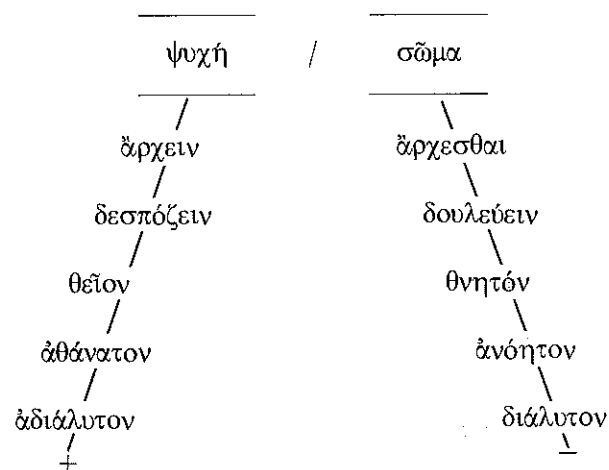 ψυχή / σῶμα
ἄρχειν ἄρχεσθαι
δεσπόζειν δουλεύειν
θεῖον θνητόν
ἀθάνατον ἀνόητον
ἀδιάλυτον διάλυτον
+ −